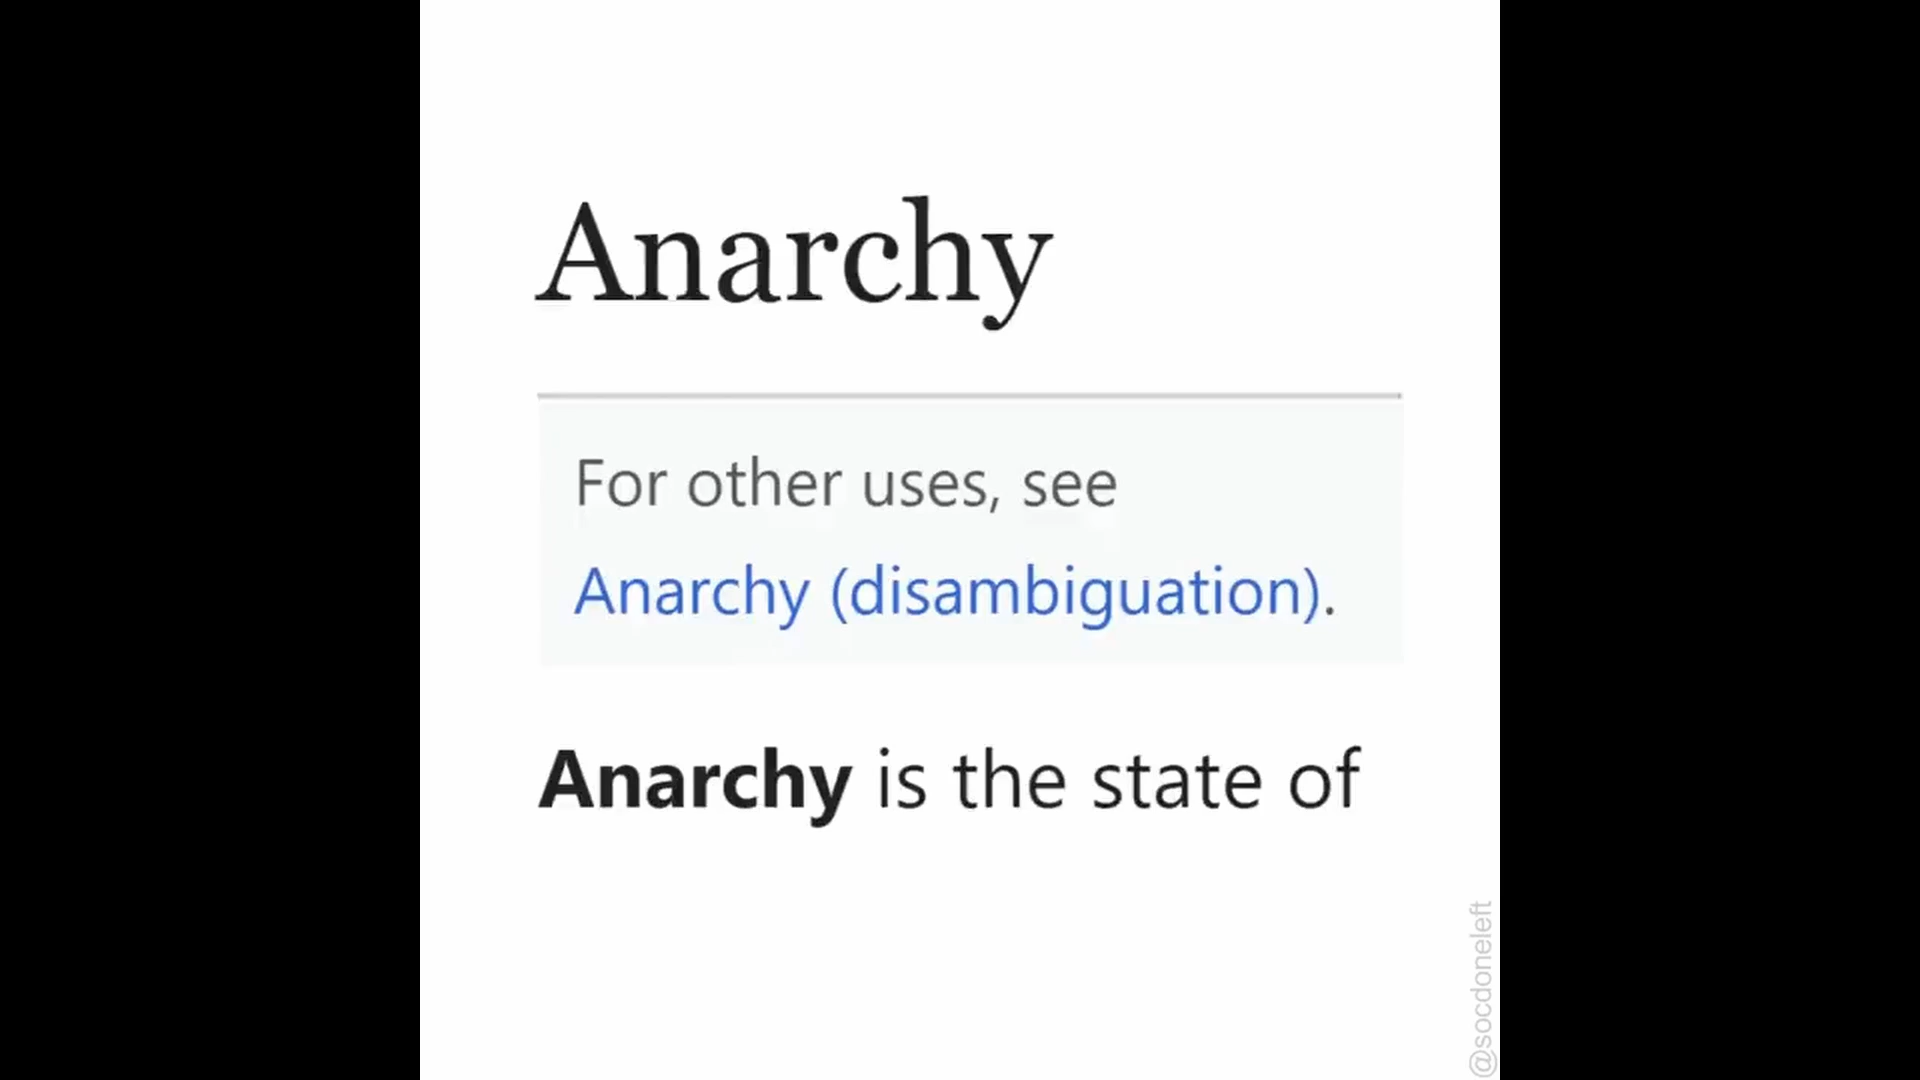 Anarchy
For other uses, see
Anarchy (disambiguation).
Anarchy is the state of
@socdoneleft